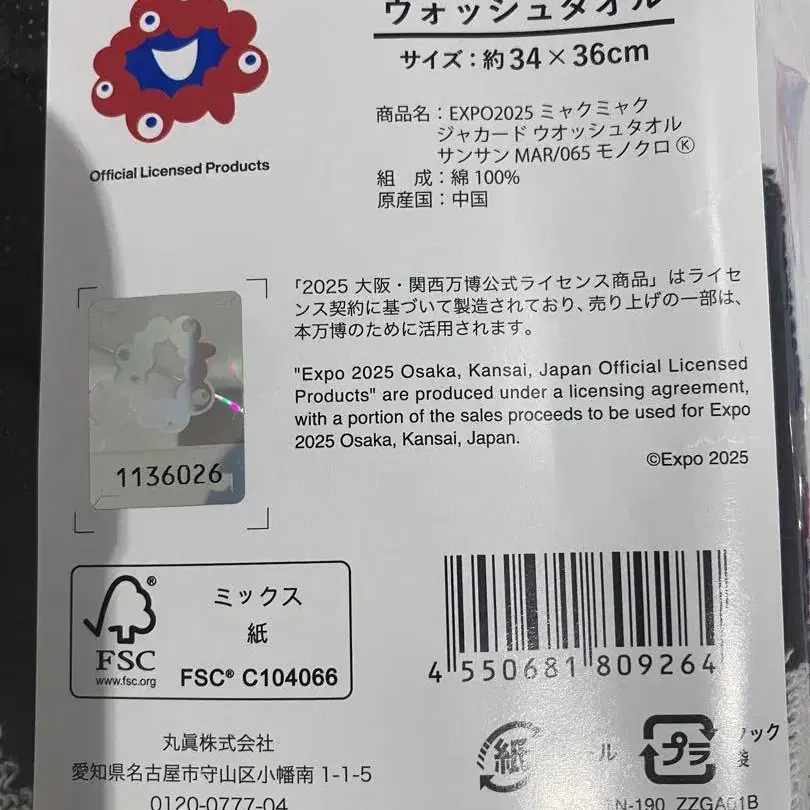 ウォッシュタオル
サイズ：約 34 × 36cm
商品名：EXPO2025 ミャクミャク
ジャカード ウオッシュタオル
サンサン MAR/065 モノクロ Ⓚ
組　成：綿 100%
原産国：中国
Official Licensed Products
「2025 大阪・関西万博公式ライセンス商品」はライセ
ンス契約に基づいて製造されており、売り上げの一部は、
本万博のために活用されます。
"Expo 2025 Osaka, Kansai, Japan Official Licensed
Products" are produced under a licensing agreement,
with a portion of the sales proceeds to be used for Expo
2025 Osaka, Kansai, Japan.
©Expo 2025
1136026
FSC
www.fsc.org
ミックス
紙
FSC® C104066
4 550681 809264
丸眞株式会社
愛知県名古屋市守山区小幡南 1-1-5
0120-0777-04
紙
プラ